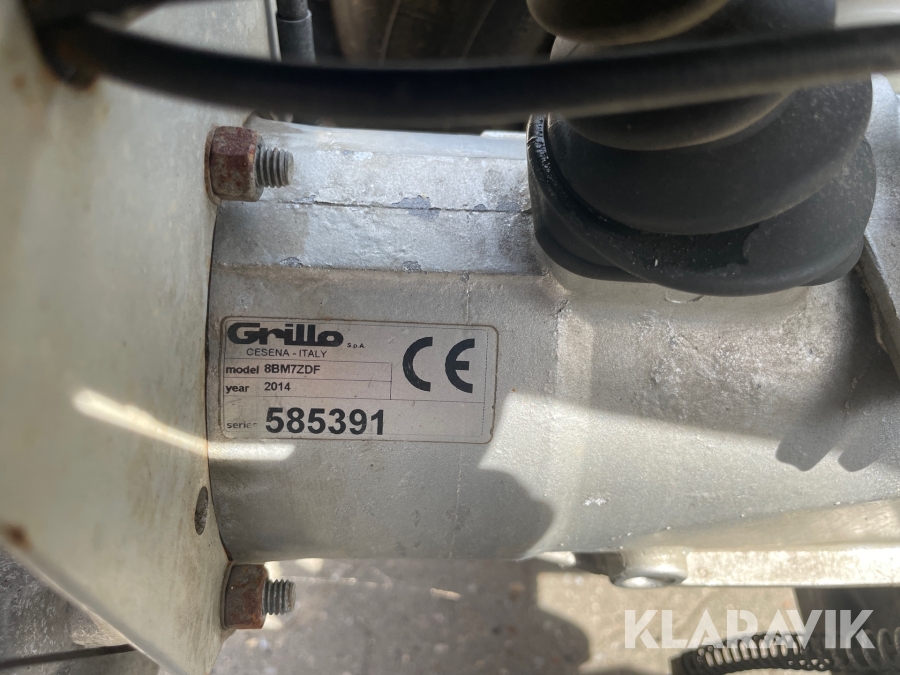 Grillo S.p.A.
CESENA - ITALY
model 8BM7ZDF
year 2014
series 585391
CE
KLARAVIK